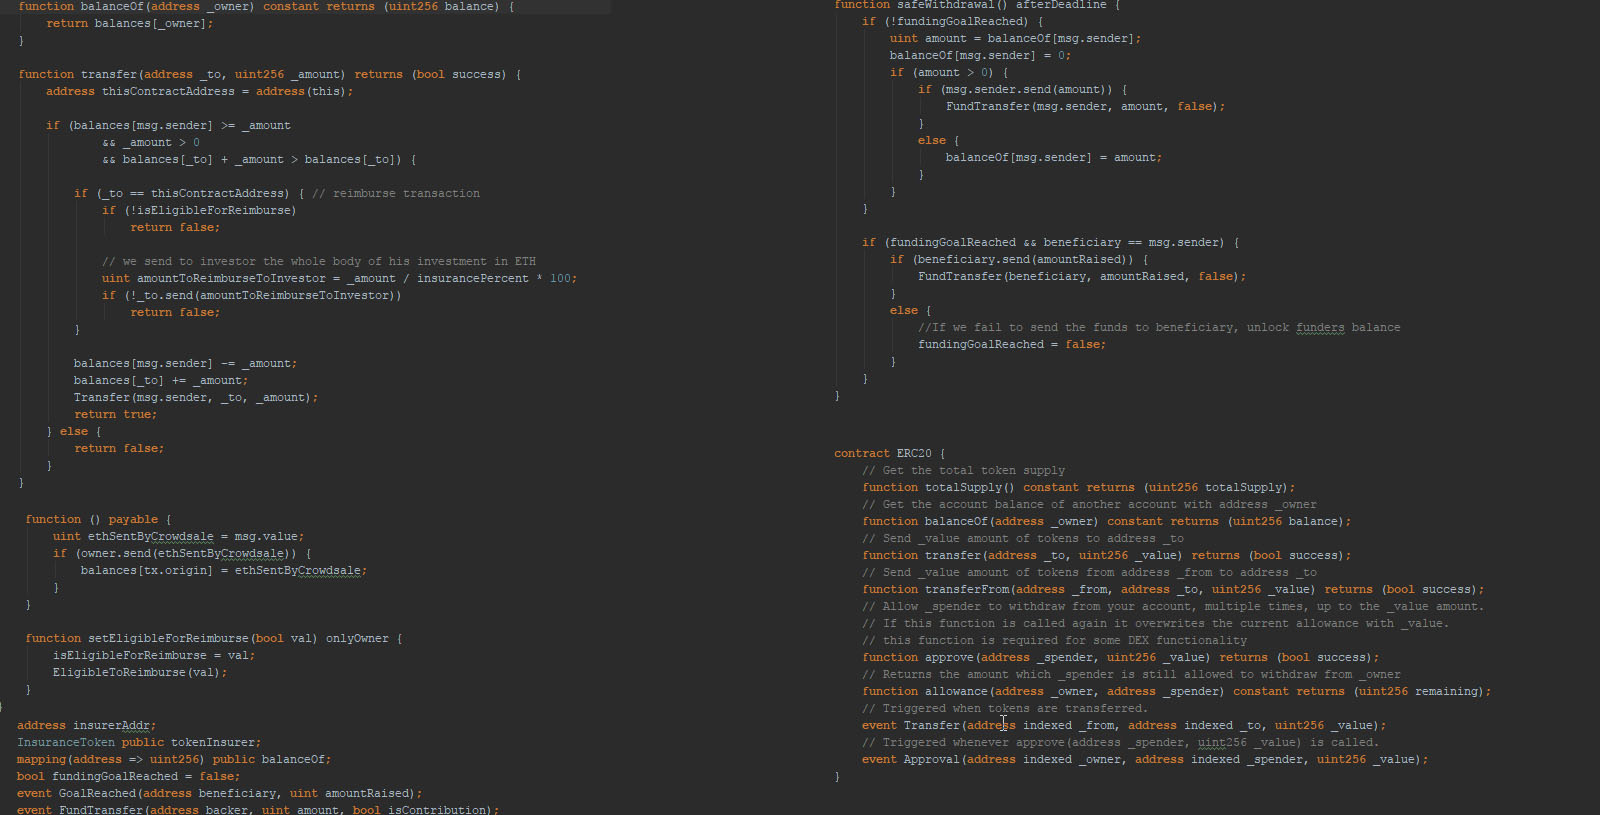 function balanceOf(address _owner) constant returns (uint256 balance) {
return balances[_owner];
}
function transfer(address _to, uint256 _amount) returns (bool success) {
address thisContractAddress = address(this);
if (balances[msg.sender] >= _amount
&& _amount > 0
&& balances[_to] + _amount > balances[_to]) {
if (_to == thisContractAddress) { // reimburse transaction
if (!isEligibleForReimburse)
return false;
// we send to investor the whole body of his investment in ETH
uint amountToReimburseToInvestor = _amount / insurancePercent * 100;
if (!_to.send(amountToReimburseToInvestor))
return false;
}
balances[msg.sender] -= _amount;
balances[_to] += _amount;
Transfer(msg.sender, _to, _amount);
return true;
} else {
return false;
}
}
function () payable {
uint ethSentByCrowdsale = msg.value;
if (owner.send(ethSentByCrowdsale)) {
balances[tx.origin] = ethSentByCrowdsale;
}
}
function setEligibleForReimburse(bool val) onlyOwner {
isEligibleForReimburse = val;
EligibleToReimburse(val);
}
}
address insurerAddr;
InsuranceToken public tokenInsurer;
mapping(address => uint256) public balanceOf;
bool fundingGoalReached = false;
event GoalReached(address beneficiary, uint amountRaised);
event FundTransfer(address backer, uint amount, bool isContribution);
function safeWithdrawal() afterDeadline {
if (!fundingGoalReached) {
uint amount = balanceOf[msg.sender];
balanceOf[msg.sender] = 0;
if (amount > 0) {
if (msg.sender.send(amount)) {
FundTransfer(msg.sender, amount, false);
}
else {
balanceOf[msg.sender] = amount;
}
}
}
if (fundingGoalReached && beneficiary == msg.sender) {
if (beneficiary.send(amountRaised)) {
FundTransfer(beneficiary, amountRaised, false);
}
else {
//If we fail to send the funds to beneficiary, unlock funders balance
fundingGoalReached = false;
}
}
}
contract ERC20 {
// Get the total token supply
function totalSupply() constant returns (uint256 totalSupply);
// Get the account balance of another account with address _owner
function balanceOf(address _owner) constant returns (uint256 balance);
// Send _value amount of tokens to address _to
function transfer(address _to, uint256 _value) returns (bool success);
// Send _value amount of tokens from address _from to address _to
function transferFrom(address _from, address _to, uint256 _value) returns (bool success);
// Allow _spender to withdraw from your account, multiple times, up to the _value amount.
// If this function is called again it overwrites the current allowance with _value.
// this function is required for some DEX functionality
function approve(address _spender, uint256 _value) returns (bool success);
// Returns the amount which _spender is still allowed to withdraw from _owner
function allowance(address _owner, address _spender) constant returns (uint256 remaining);
// Triggered when tokens are transferred.
event Transfer(address indexed _from, address indexed _to, uint256 _value);
// Triggered whenever approve(address _spender, uint256 _value) is called.
event Approval(address indexed _owner, address indexed _spender, uint256 _value);
}